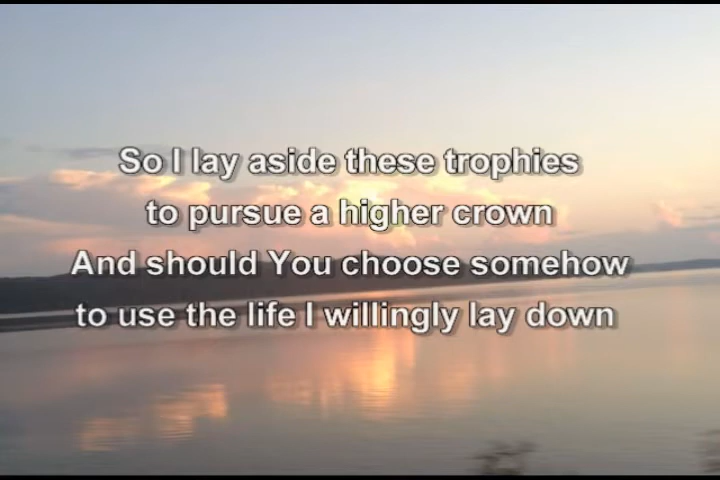 So I lay aside these trophies
to pursue a higher crown
And should You choose somehow
to use the life I willingly lay down